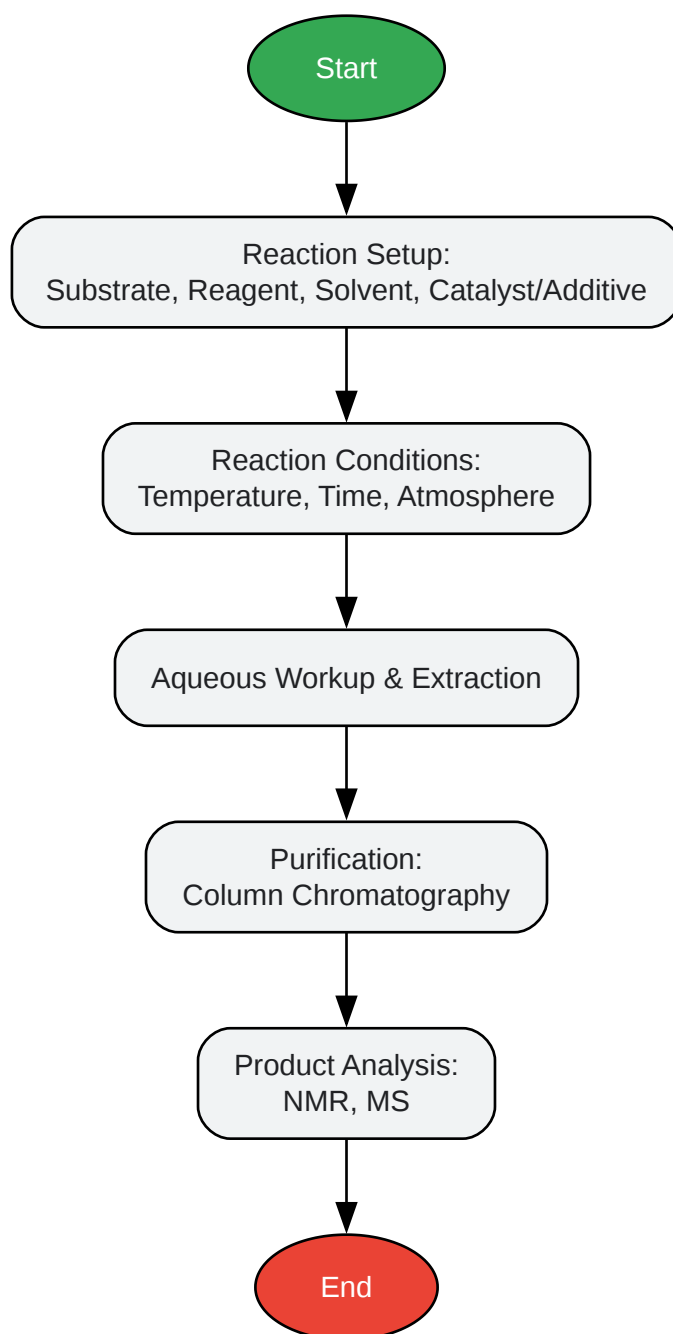 Start
Reaction Setup:
Substrate, Reagent, Solvent, Catalyst/Additive
Reaction Conditions:
Temperature, Time, Atmosphere
Aqueous Workup & Extraction
Purification:
Column Chromatography
Product Analysis:
NMR, MS
End